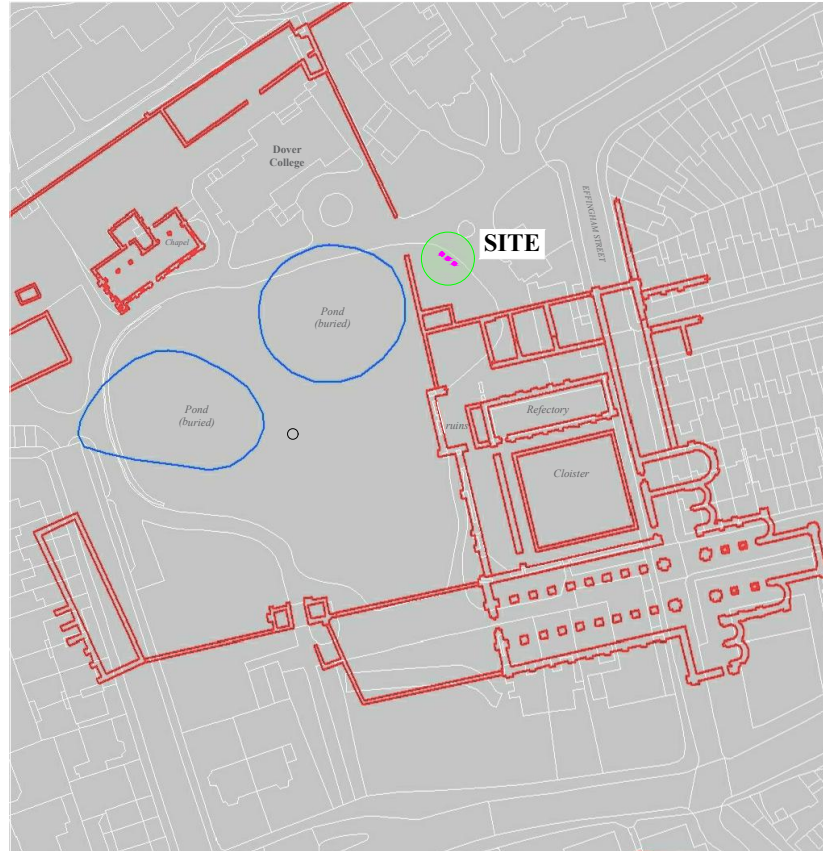 Dover
College
EFFINGHAM STREET
Chapel
SITE
Pond
(buried)
Pond
(buried)
Refectory
ruins
Cloister